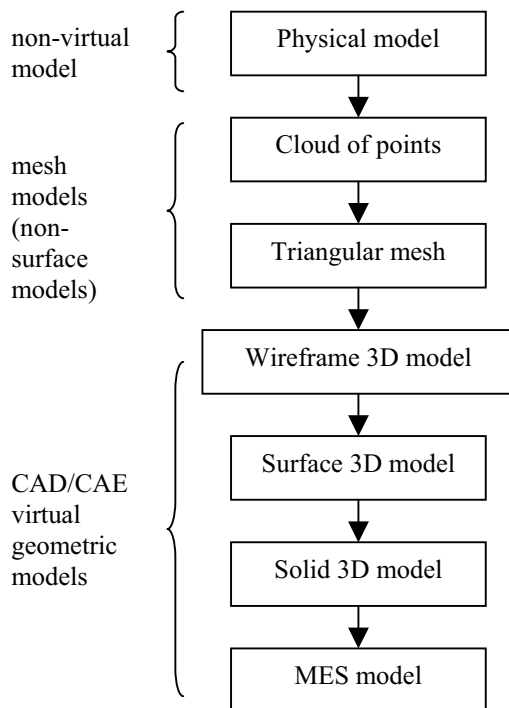 non-virtual
model
Physical model
mesh
models
(non-
surface
models)
Cloud of points
Triangular mesh
CAD/CAE
virtual
geometric
models
Wireframe 3D model
Surface 3D model
Solid 3D model
MES model